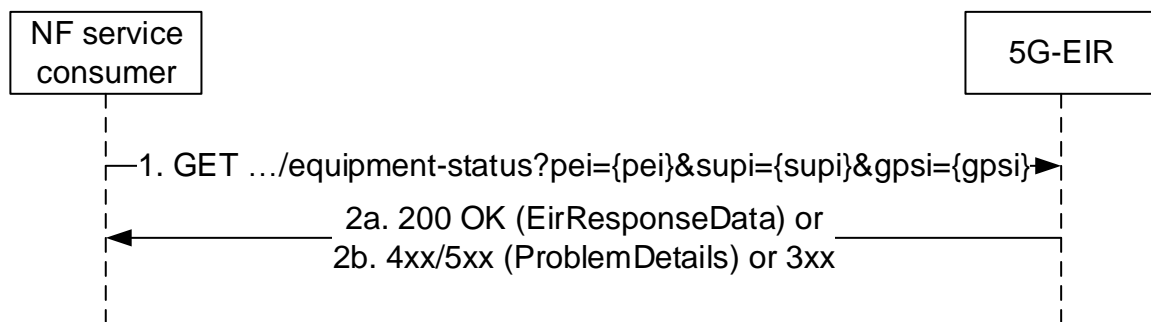 NF service
consumer
5G-EIR
1. GET …/equipment-status?pei={pei}&supi={supi}&gpsi={gpsi}
2a. 200 OK (EirResponseData) or
2b. 4xx/5xx (ProblemDetails) or 3xx